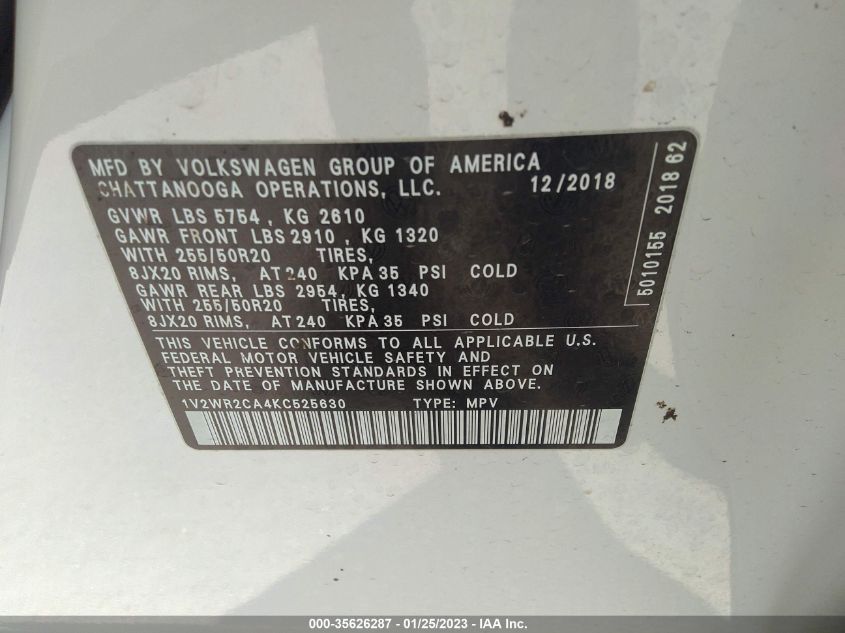 MFD BY VOLKSWAGEN GROUP OF AMERICA
CHATTANOOGA OPERATIONS, LLC. 12/2018
GVWR LBS 5754 , KG 2610
GAWR FRONT LBS 2910 , KG 1320
WITH 255/50R20 TIRES,
8JX20 RIMS, AT 240 KPA 35 PSI COLD
GAWR REAR LBS 2954, KG 1340
WITH 255/50R20 TIRES,
8JX20 RIMS, AT 240 KPA 35 PSI COLD
THIS VEHICLE CONFORMS TO ALL APPLICABLE U.S.
FEDERAL MOTOR VEHICLE SAFETY AND
THEFT PREVENTION STANDARDS IN EFFECT ON
THE DATE OF MANUFACTURE SHOWN ABOVE.
1V2WR2CA4KC525630 TYPE: MPV
5010155 2018 62
000-35626287 - 01/25/2023 - IAA Inc.